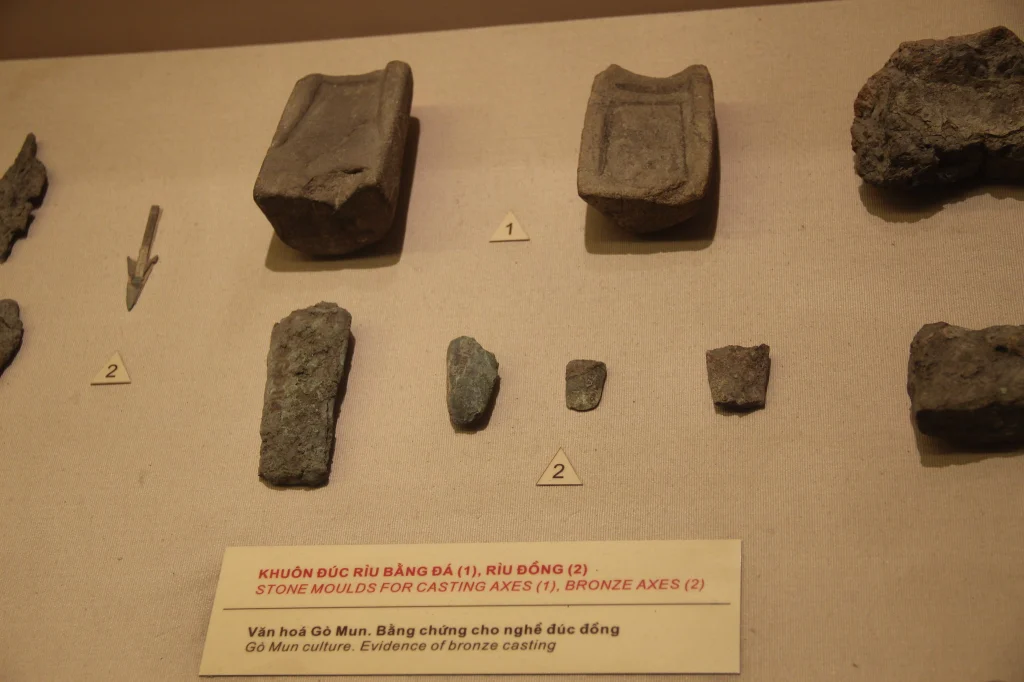 1
2
2
KHUÔN ĐÚC RÌU BẰNG ĐÁ (1), RÌU ĐỒNG (2)
STONE MOULDS FOR CASTING AXES (1), BRONZE AXES (2)
Văn hoá Gò Mun. Bằng chứng cho nghề đúc đồng
Gò Mun culture. Evidence of bronze casting